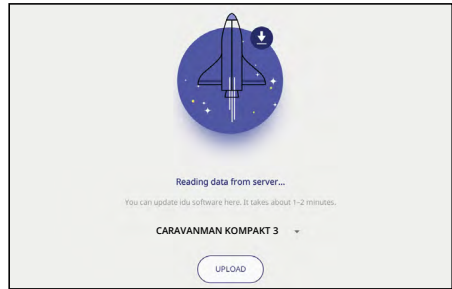 Reading data from server...
You can update idu software here. It takes about 1-2 minutes.
CARAVANMAN KOMPAKT 3
UPLOAD